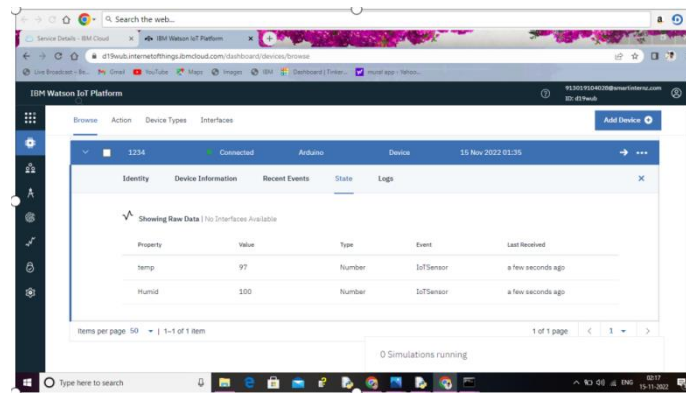 Search the web...
a
Service Details - IBM Cloud
IBM Watson IoT Platform
d19wub.internetofthings.ibmcloud.com/dashboard/devices/browse
Gmail YouTube Maps Images IBM
IBM Watson IoT Platform
913019104028@smartinternz.com
ID: d19wub
Browse Action Device Types Interfaces
Add Device
1234 Connected Arduino Device 15 Nov 2022 01:35
Identity Device Information Recent Events State Logs
Showing Raw Data | No Interfaces Available
Property Value Type Event Last Received
temp 97 Number IoTSensor a few seconds ago
Humid 100 Number IoTSensor a few seconds ago
Items per page 50 | 1–1 of 1 item
1 of 1 page 1
0 Simulations running
Type here to search
ENG
02:17
15-11-2022